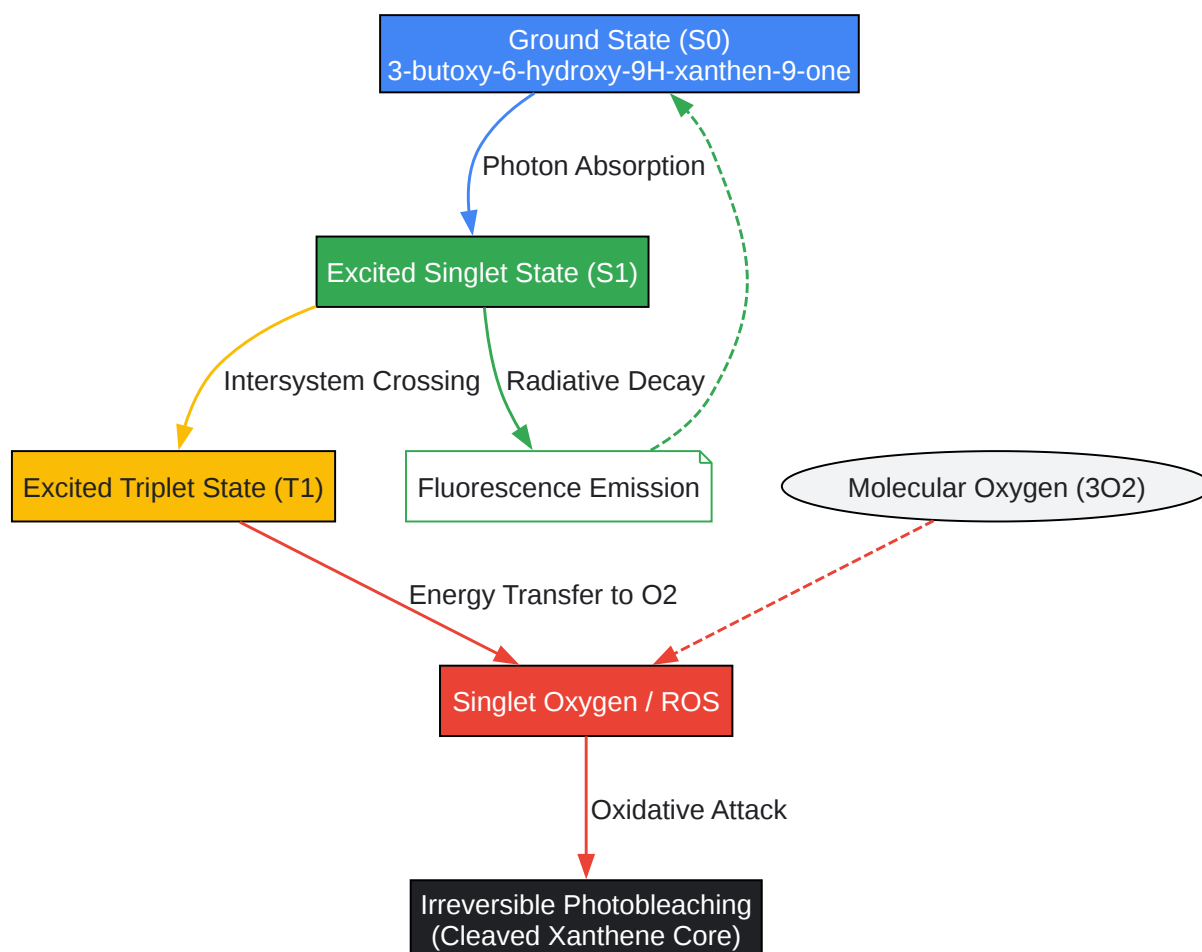 Ground State (S0)
3-butoxy-6-hydroxy-9H-xanthen-9-one
Photon Absorption
Excited Singlet State (S1)
Intersystem Crossing
Radiative Decay
Excited Triplet State (T1)
Fluorescence Emission
Molecular Oxygen (3O2)
Energy Transfer to O2
Singlet Oxygen / ROS
Oxidative Attack
Irreversible Photobleaching
(Cleaved Xanthene Core)